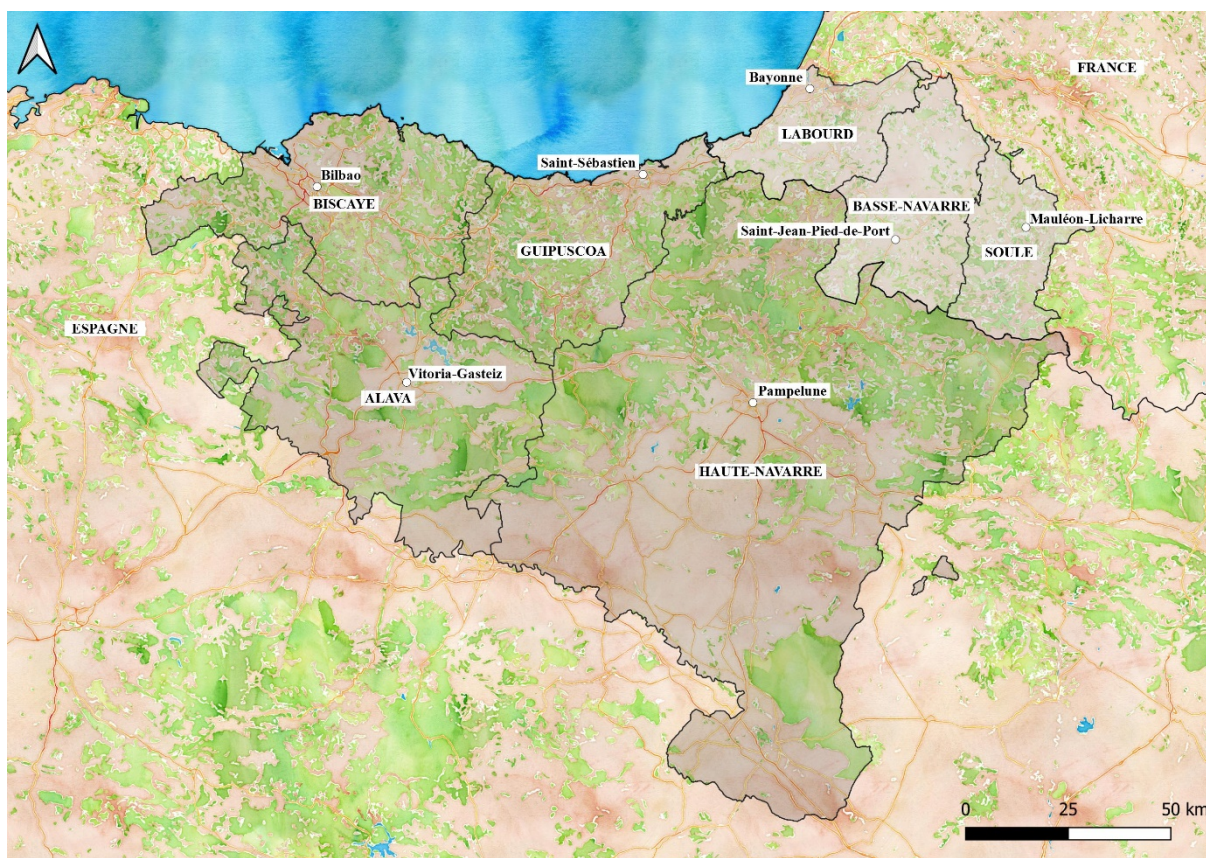 FRANCE
Bayonne
LABOURD
Saint-Sébastien
Bilbao
BISCAYE
BASSE-NAVARRE
Mauléon-Licharre
Saint-Jean-Pied-de-Port
GUIPUSCOA
SOULE
ESPAGNE
Vitoria-Gasteiz
ALAVA
Pampelune
HAUTE-NAVARRE
0 25 50 km